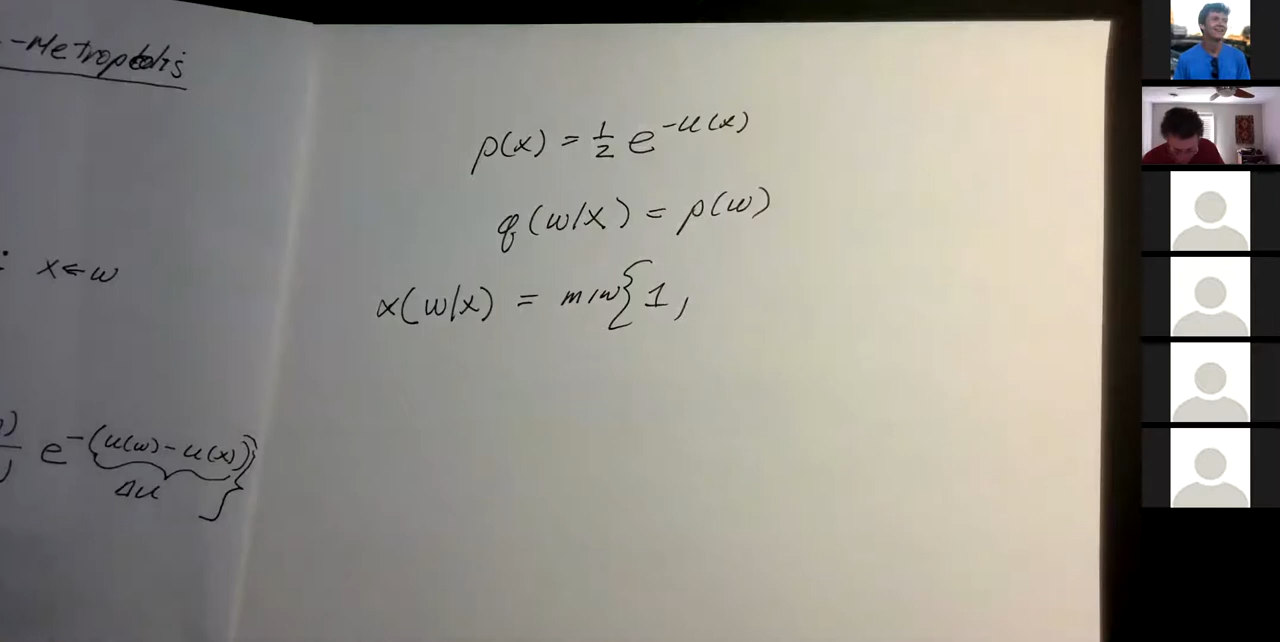 -Metropolis
: x ← w
) e^{-(u(w) - u(x))}}
Δu
ρ(x) = 1/Z e^{-u(x)}
q(w/x) = ρ(w)
α(w/x) = min{1,